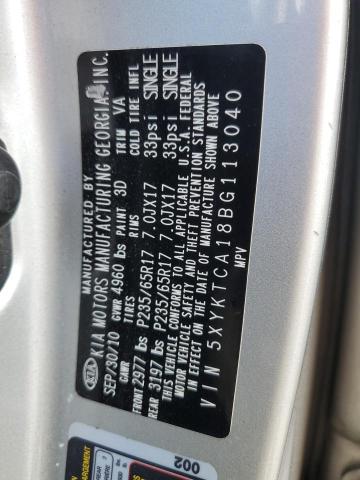 MANUFACTURED BY
KIA KIA MOTORS MANUFACTURING GEORGIA, INC.
SEP/30/10 GVWR 4960 lbs PAINT 3D TRIM VA
GAWR TIRES RIMS COLD TIRE INFL
FRONT 2977 lbs P235/65R17 7.0JX17 33psi SINGLE
REAR 3197 lbs P235/65R17 7.0JX17 33psi SINGLE
THIS VEHICLE CONFORMS TO ALL APPLICABLE U.S.A. FEDERAL
MOTOR VEHICLE SAFETY AND THEFT PREVENTION STANDARDS
IN EFFECT ON THE DATE OF MANUFACTURE SHOWN ABOVE
VIN 5XYKTCA18BG113040
MPV
002
REAR